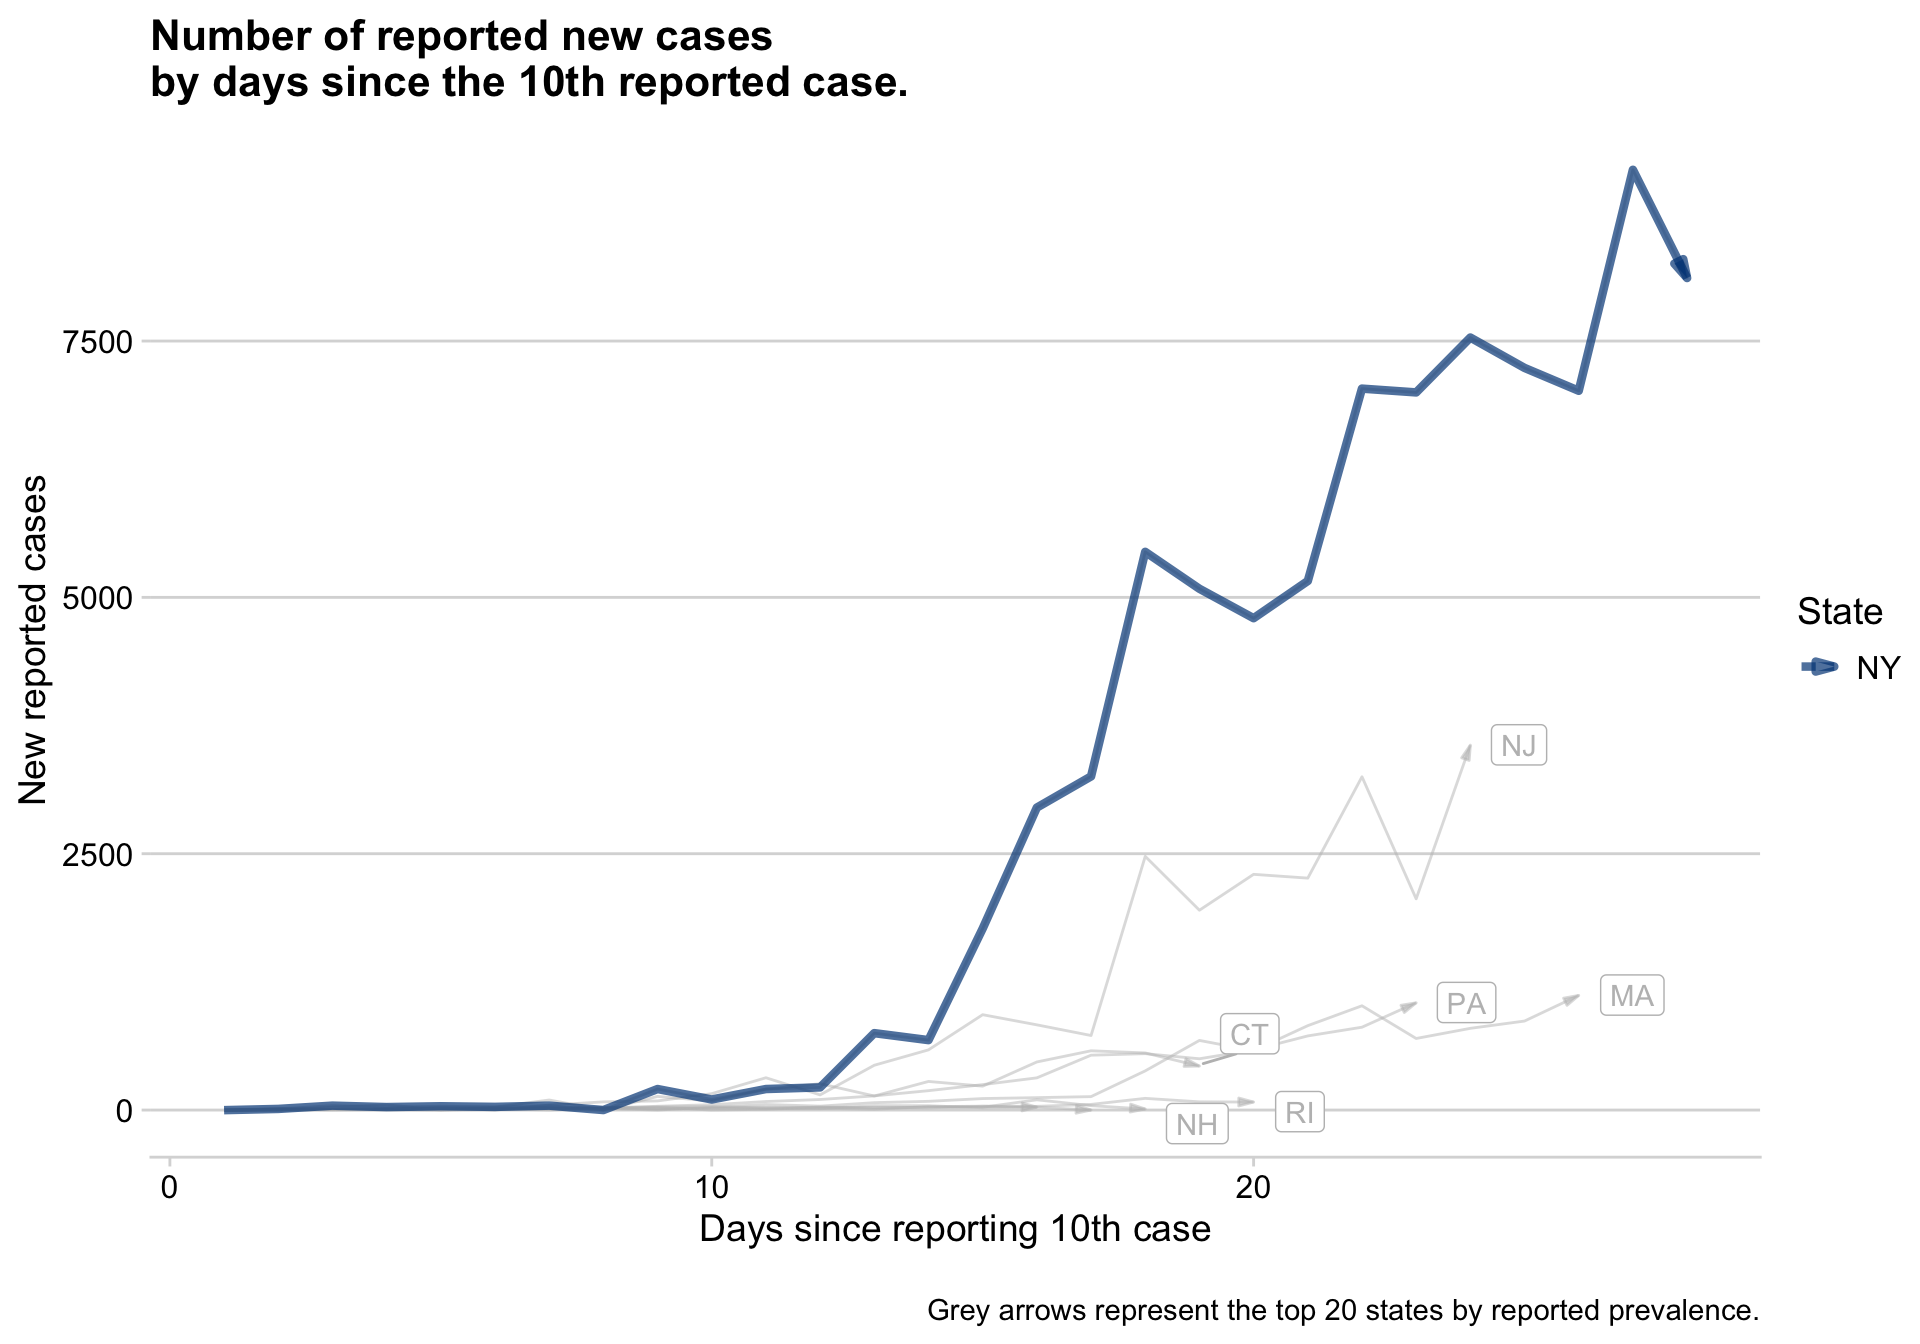 Number of reported new cases
by days since the 10th reported case.
New reported cases
7500
5000
2500
0
NJ
PA
MA
CT
NH
RI
State
NY
0
10
20
Days since reporting 10th case
Grey arrows represent the top 20 states by reported prevalence.